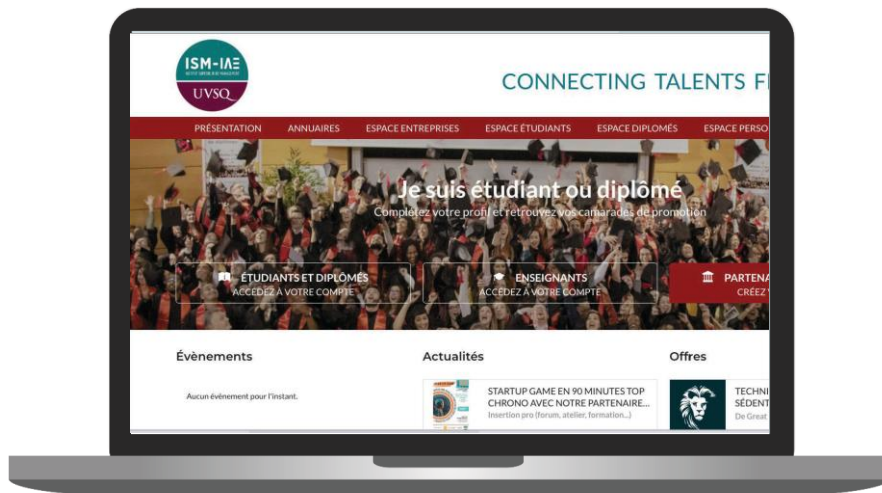 ISM-IAE
UVSQ
CONNECTING TALENTS F
PRÉSENTATION
ANNUAIRES
ESPACE ENTREPRISES
ESPACE ÉTUDIANTS
ESPACE DIPLOMÉS
ESPACE PERSO
Je suis étudiant ou diplômé
Complétez votre profil et retrouvez vos camarades de promotion
ÉTUDIANTS ET DIPLÔMÉS
ACCÉDEZ À VOTRE COMPTE
ENSEIGNANTS
ACCÉDEZ À VOTRE COMPTE
PARTENA
CRÉEZ
Évènements
Aucun évènement pour l'instant.
Actualités
STARTUP GAME EN 90 MINUTES TOP
CHRONO AVEC NOTRE PARTENAIRE...
Insertion pro (forum, atelier, formation...)
Offres
TECHNI
SÉDENT
De Great